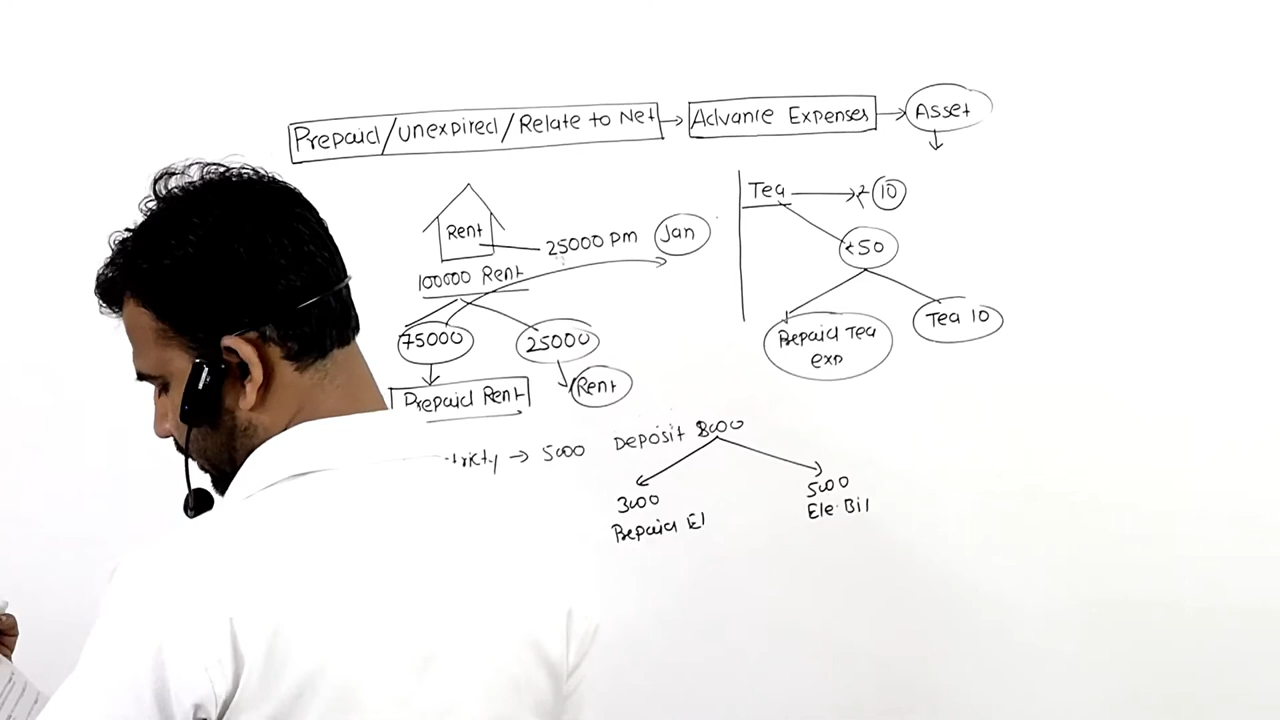 Prepaid/unexpired/Relate to Net → Advance Expenses → Asset
Rent
25000 pm
Jan
100000 Rent
75000
25000
Prepaid Rent
Rent
Tea → ₹ 10
₹50
Prepaid Tea
exp
Tea 10
tricty → 5000
Deposit 8000
3000
Prepaid El
5000
Ele. Bil